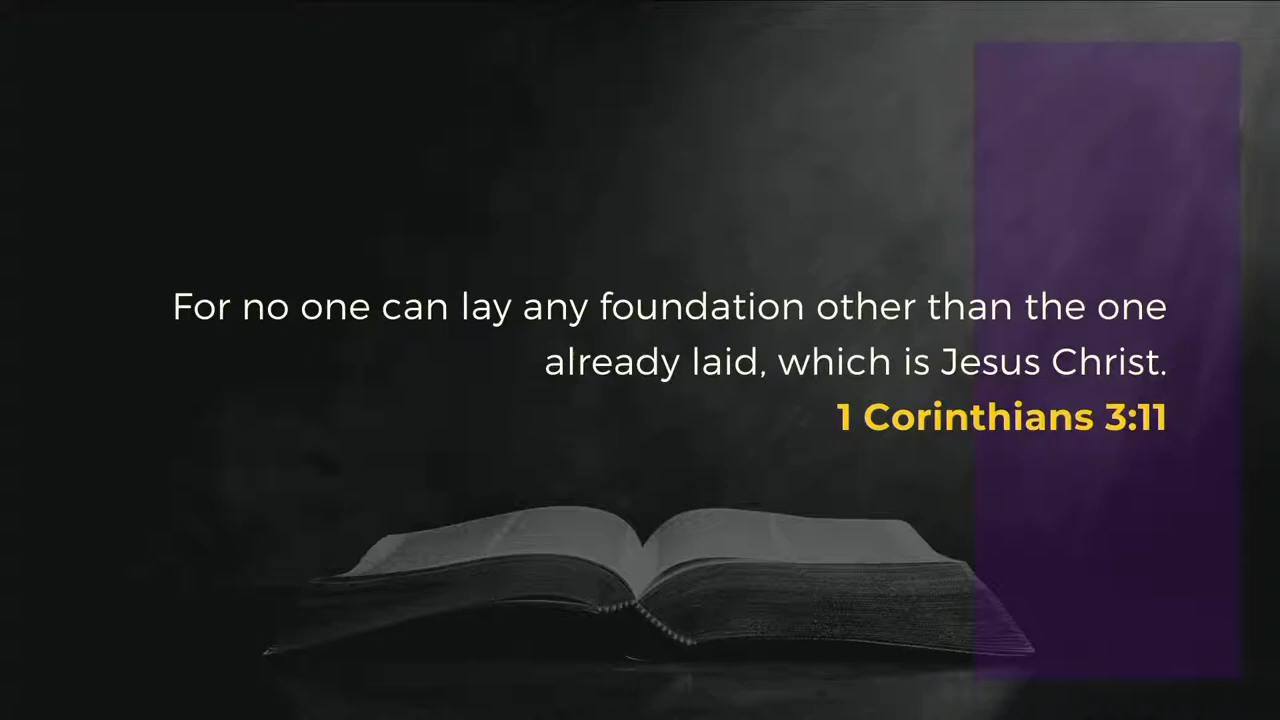 For no one can lay any foundation other than the one
already laid, which is Jesus Christ.
1 Corinthians 3:11